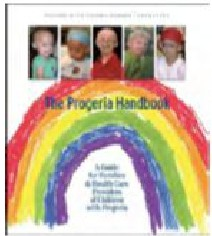 The Progeria Handbook
A Guide
for Families
& Health Care
Providers
of Children
with Progeria